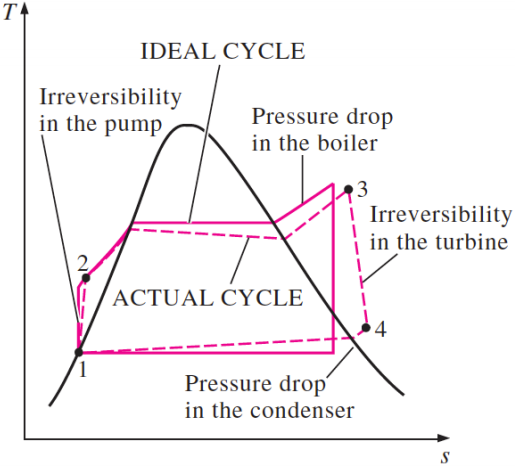 T
IDEAL CYCLE
Irreversibility
in the pump
Pressure drop
in the boiler
3
Irreversibility
in the turbine
2
ACTUAL CYCLE
4
1
Pressure drop
in the condenser
s